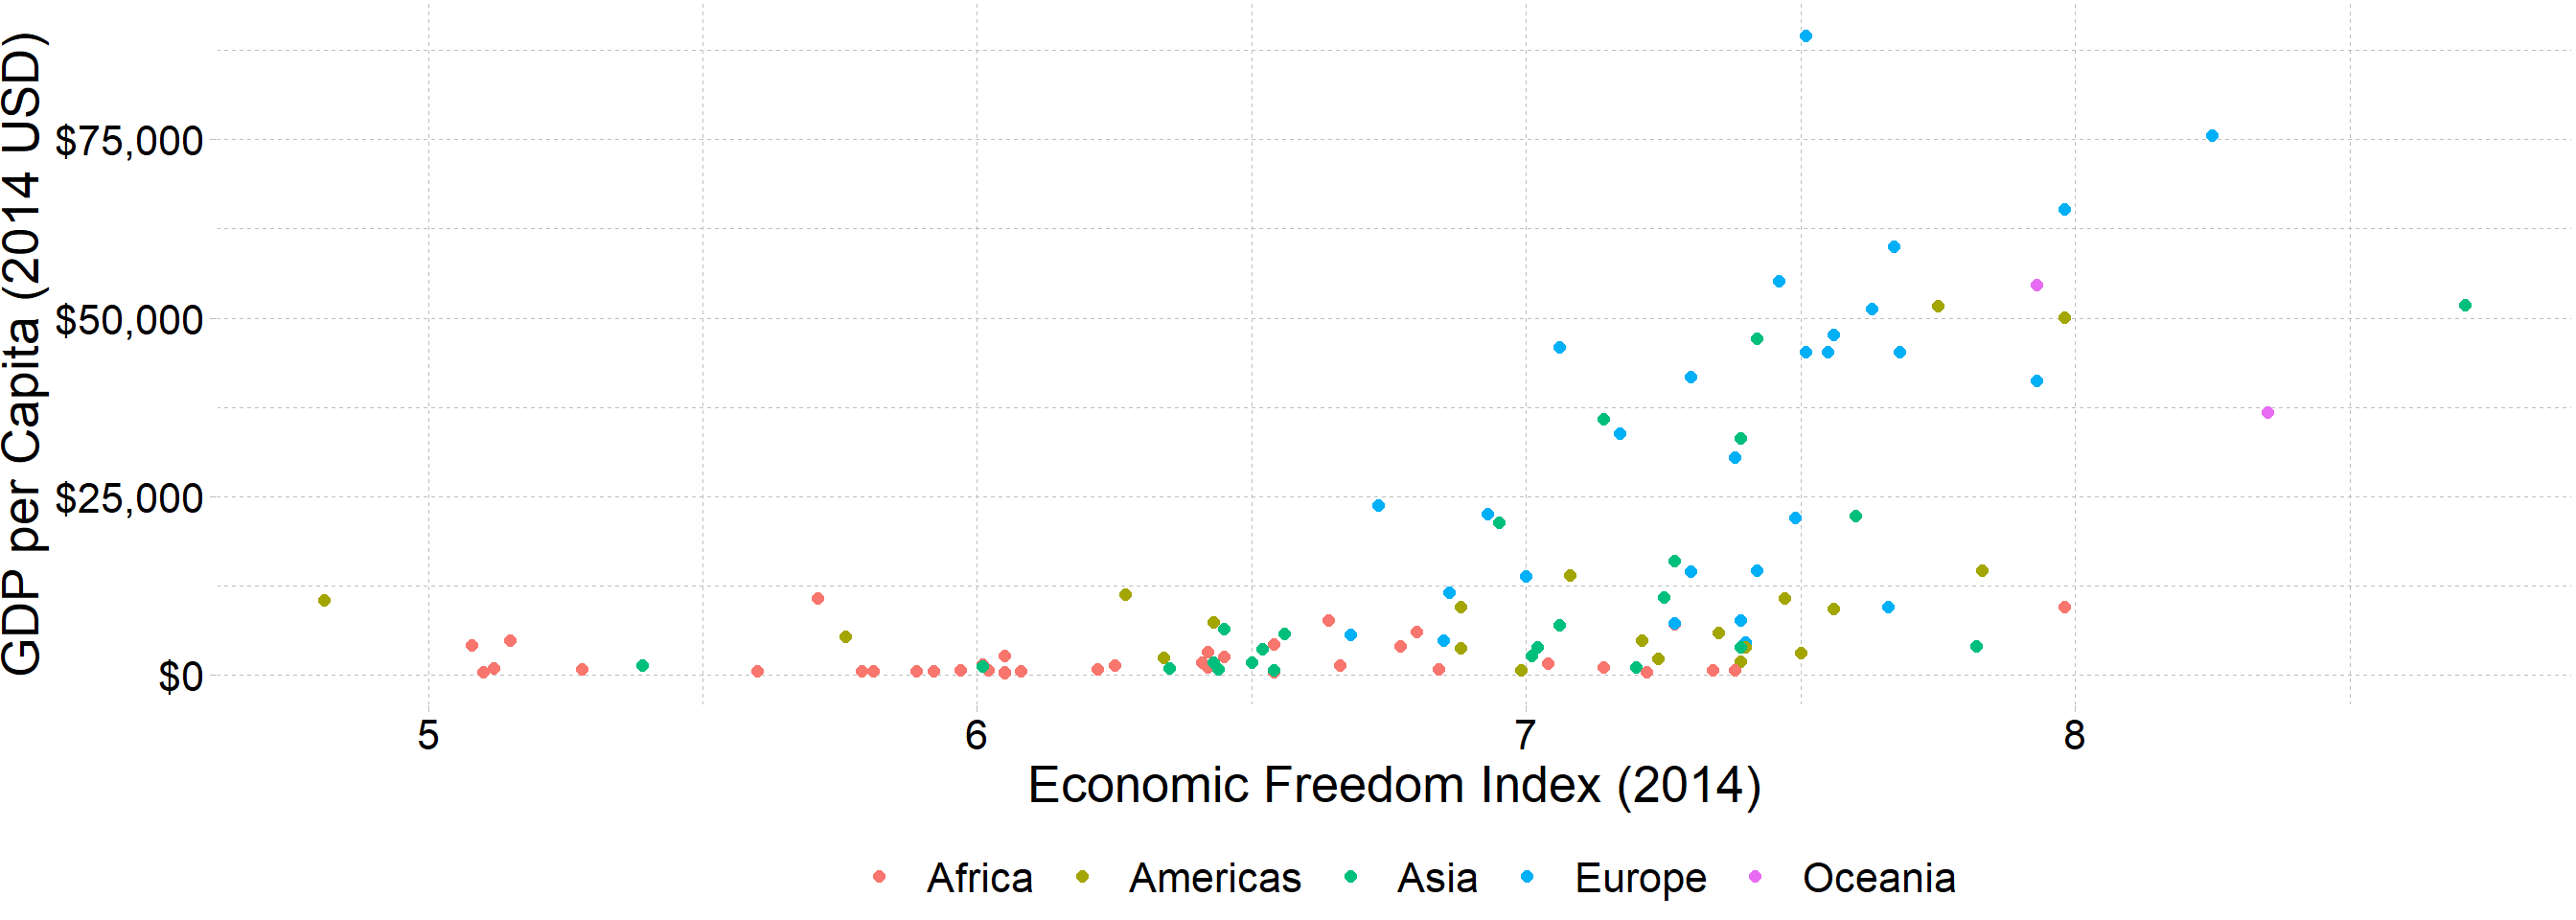 GDP per Capita (2014 USD)
$75,000
$50,000
$25,000
$0
5 6 7 8
Economic Freedom Index (2014)
Africa Americas Asia Europe Oceania